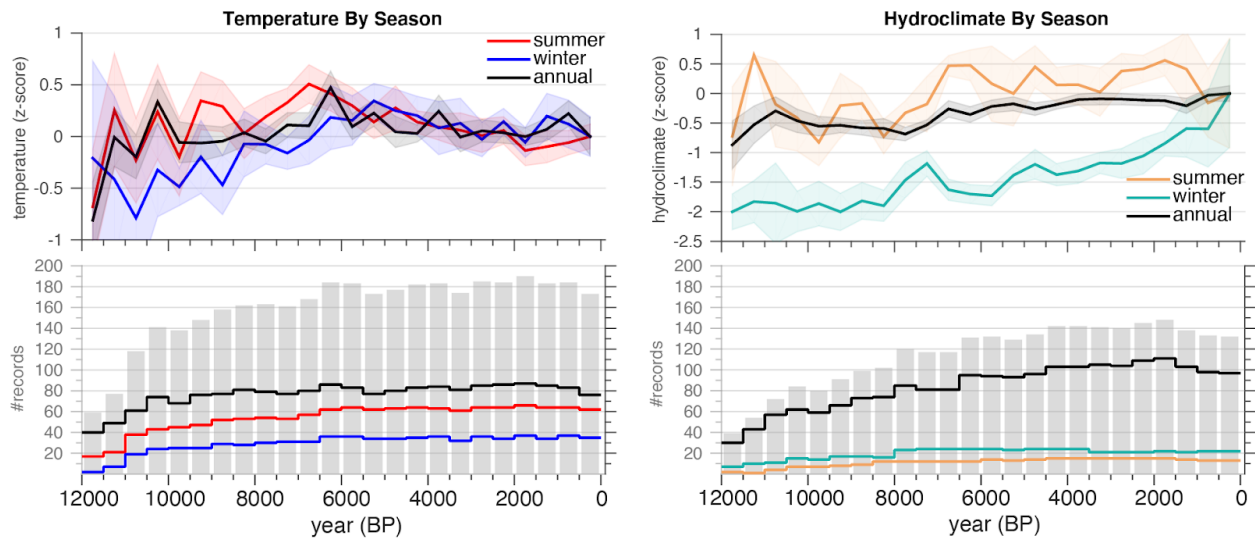 Temperature By Season
1
0.5
0
-0.5
-1
temperature (z-score)
summer
winter
annual
200
180
160
140
120
100
80
60
40
20
#records
12000 10000 8000 6000 4000 2000 0
year (BP)
Hydroclimate By Season
1
0.5
0
-0.5
-1
-1.5
-2
-2.5
hydroclimate (z-score)
summer
winter
annual
200
180
160
140
120
100
80
60
40
20
#records
12000 10000 8000 6000 4000 2000 0
year (BP)